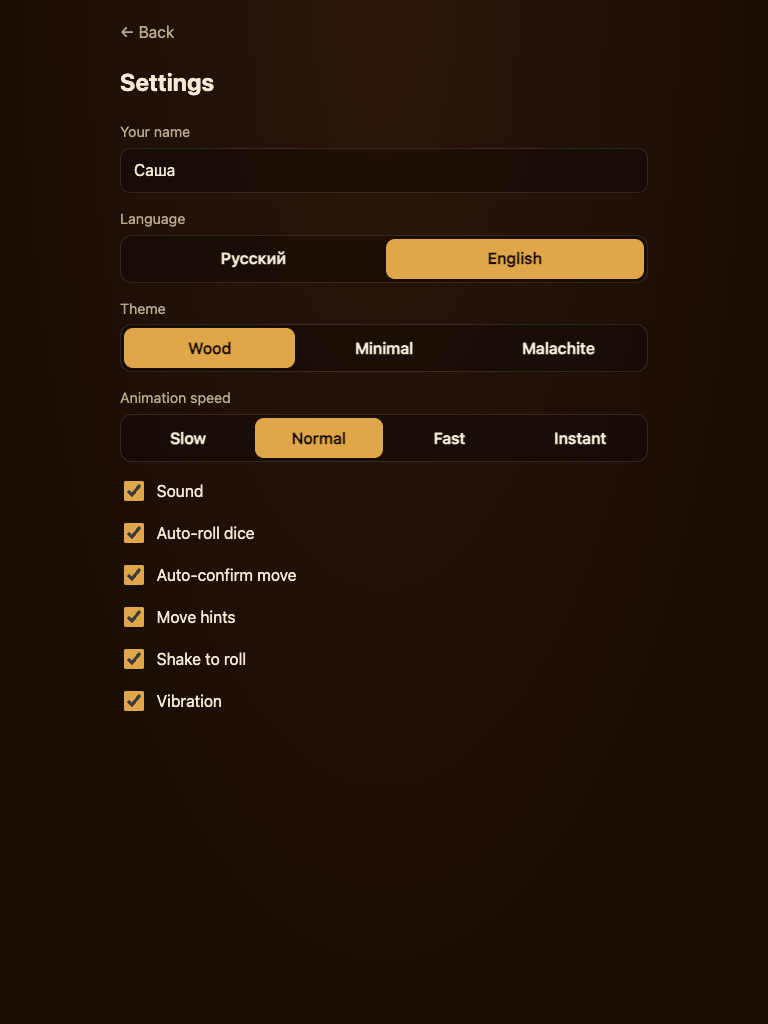 ← Back
Settings
Your name
Саша
Language
Русский English
Theme
Wood Minimal Malachite
Animation speed
Slow Normal Fast Instant
Sound
Auto-roll dice
Auto-confirm move
Move hints
Shake to roll
Vibration